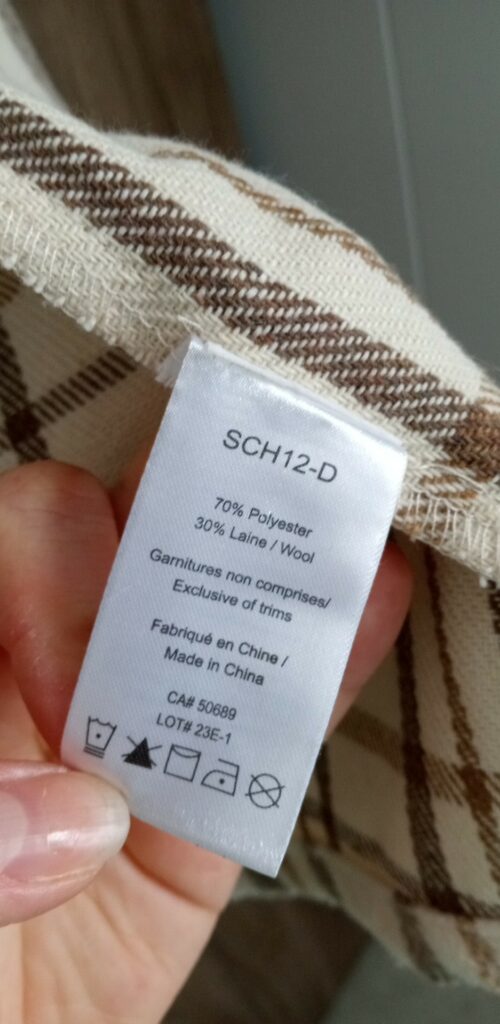 SCH12-D
70% Polyester
30% Laine / Wool
Garnitures non comprises/
Exclusive of trims
Fabriqué en Chine /
Made in China
CA# 50689
LOT# 23E-1